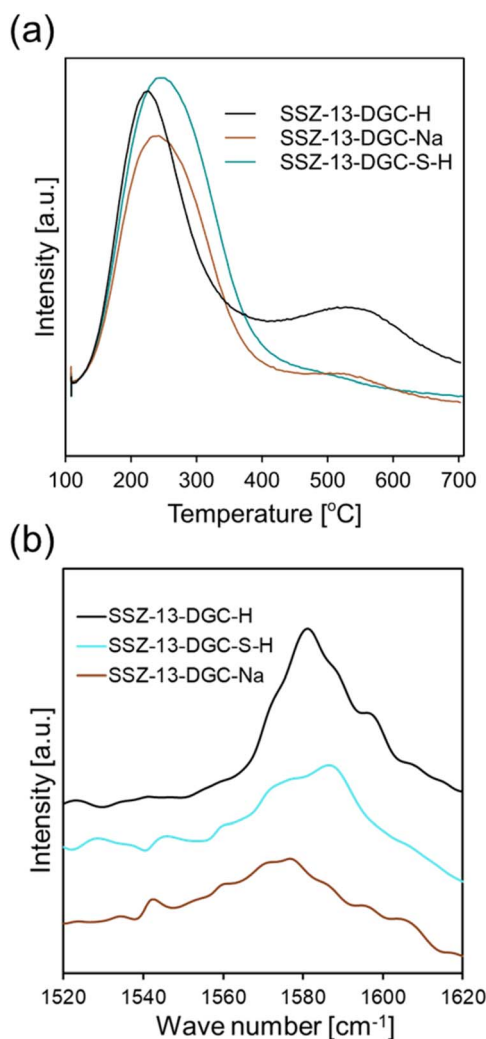 (a)
Intensity [a.u.]
SSZ-13-DGC-H
SSZ-13-DGC-Na
SSZ-13-DGC-S-H
100 200 300 400 500 600 700
Temperature [°C]
(b)
Intensity [a.u.]
SSZ-13-DGC-H
SSZ-13-DGC-S-H
SSZ-13-DGC-Na
1520 1540 1560 1580 1600 1620
Wave number [cm⁻¹]